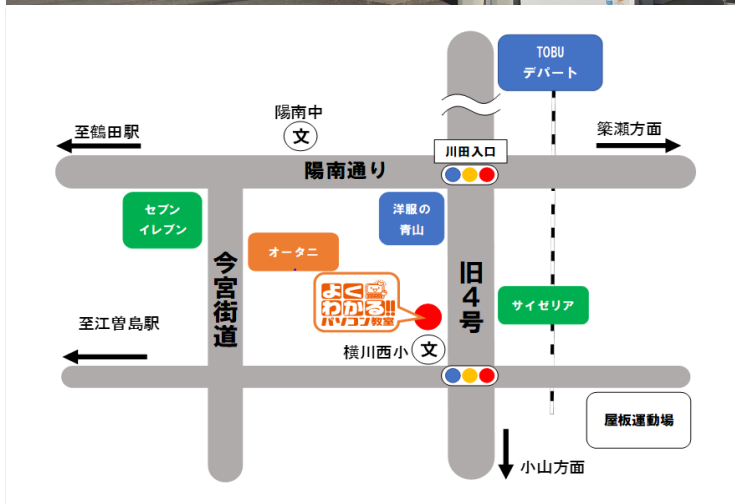 TOBU
デパート
陽南中
文
至鶴田駅
簗瀬方面
川田入口
陽南通り
セブン
イレブン
洋服の
青山
オータニ
今宮街道
旧4号
よく
わかる!!
パソコン教室
サイゼリア
至江曽島駅
横川西小
文
屋板運動場
小山方面